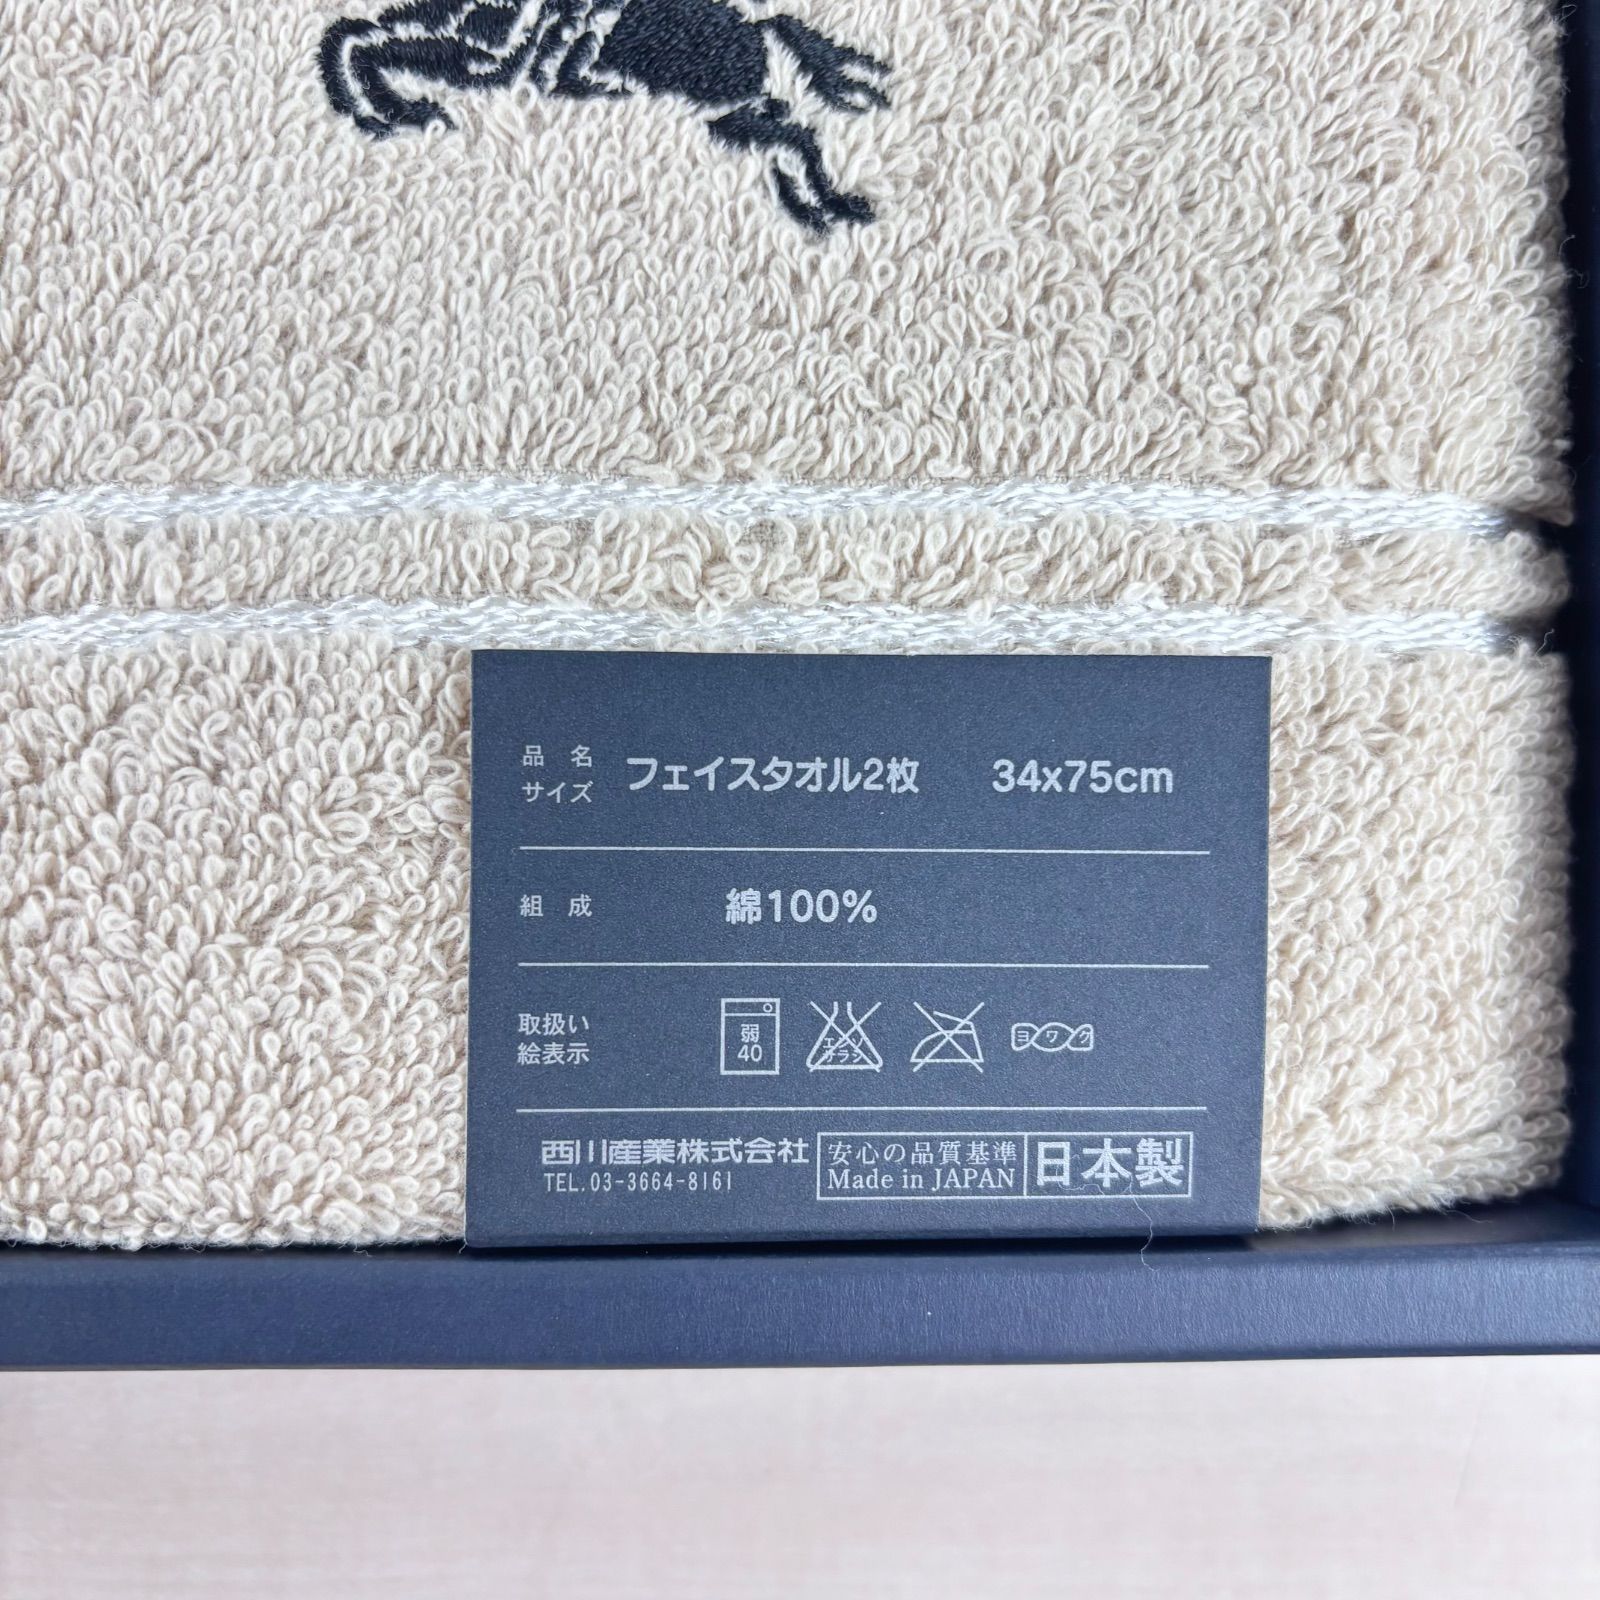 品名
サイズ
フェイスタオル2枚 34x75cm
組成 綿100%
取扱い
絵表示
弱
40
エンソ
サラシ
ヨワク
西川産業株式会社
TEL.03-3664-8161
安心の品質基準
Made in JAPAN
日本製